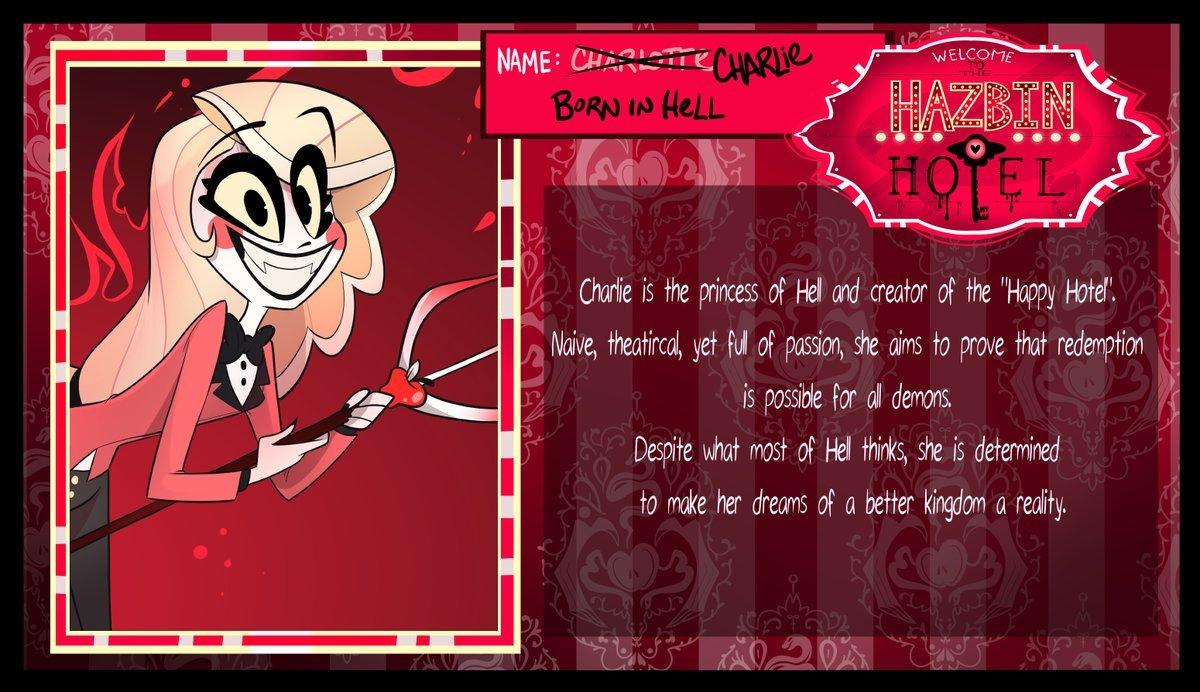 NAME: CHARLOTTE CHARLIE
BORN IN HELL
WELCOME
TO THE
HAZBIN
HOTEL
Charlie is the princess of Hell and creator of the "Happy Hotel".
Naive, theatircal, yet full of passion, she aims to prove that redemption
is possible for all demons.
Despite what most of Hell thinks, she is determined
to make her dreams of a better kingdom a reality.